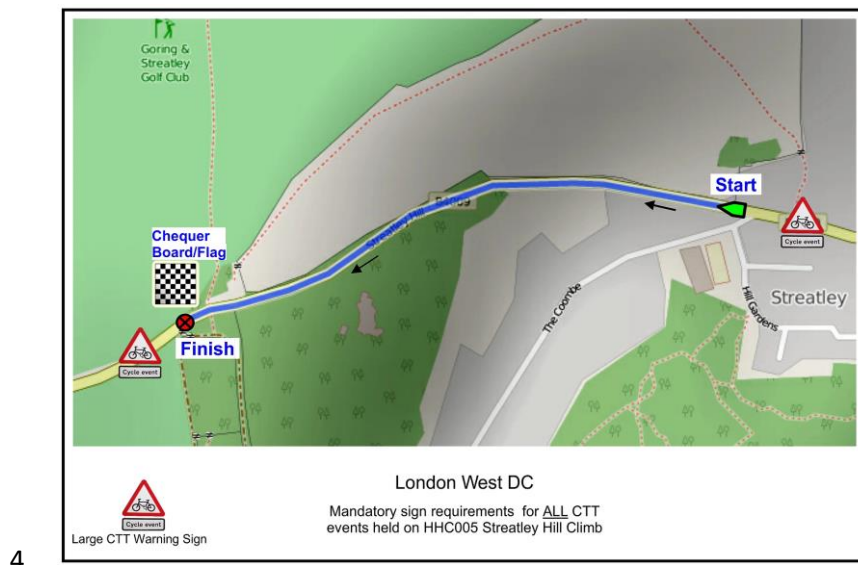 Goring &
Streatley
Golf Club
Start
Cycle event
Chequer
Board/Flag
Streatley Hill
The Coombe
Hill Gardens
Streatley
Finish
Cycle event
London West DC
Mandatory sign requirements for ALL CTT
events held on HHC005 Streatley Hill Climb
Cycle event
Large CTT Warning Sign
4